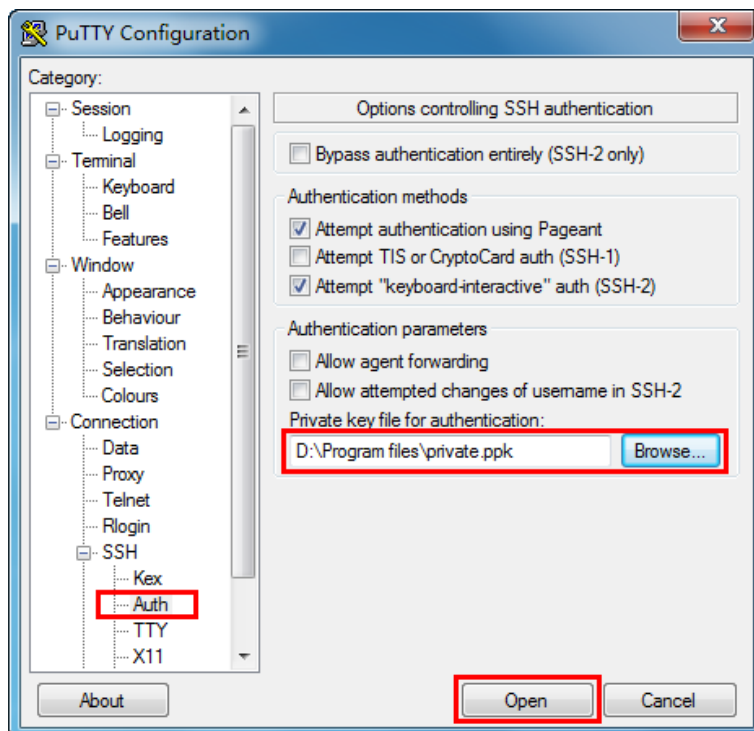 PuTTY Configuration
Category:
Session
Logging
Terminal
Keyboard
Bell
Features
Window
Appearance
Behaviour
Translation
Selection
Colours
Connection
Data
Proxy
Telnet
Rlogin
SSH
Kex
Auth
TTY
X11
Options controlling SSH authentication
Bypass authentication entirely (SSH-2 only)
Authentication methods
Attempt authentication using Pageant
Attempt TIS or CryptoCard auth (SSH-1)
Attempt "keyboard-interactive" auth (SSH-2)
Authentication parameters
Allow agent forwarding
Allow attempted changes of username in SSH-2
Private key file for authentication:
D:\Program files\private.ppk Browse...
About Open Cancel